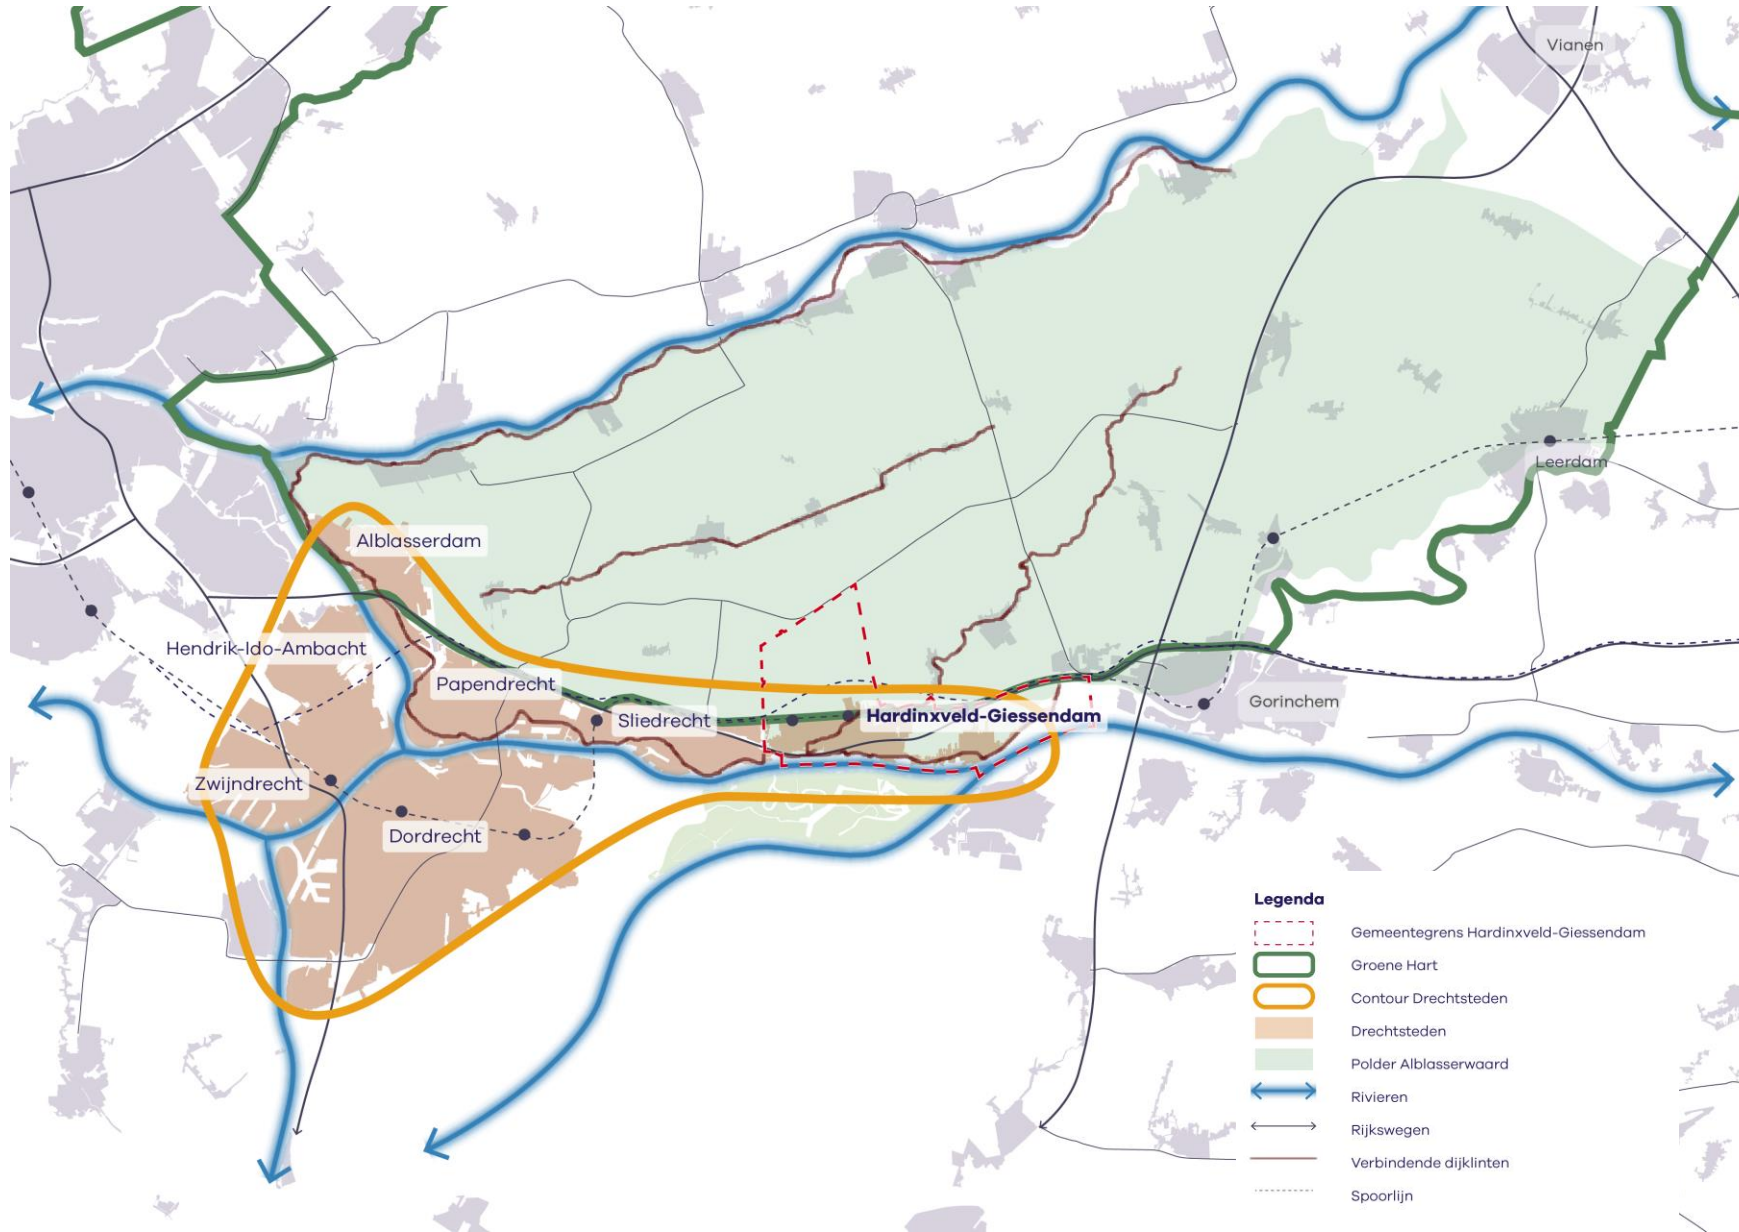 Vianen
Leerdam
Alblasserdam
Hendrik-Ido-Ambacht
Papendrecht
Sliedrecht
Hardinxveld-Giessendam
Gorinchem
Zwijndrecht
Dordrecht
Legenda
Gemeentegrens Hardinxveld-Giessendam
Groene Hart
Contour Drechtsteden
Drechtsteden
Polder Alblasserwaard
Rivieren
Rijkswegen
Verbindende dijklinten
Spoorlijn